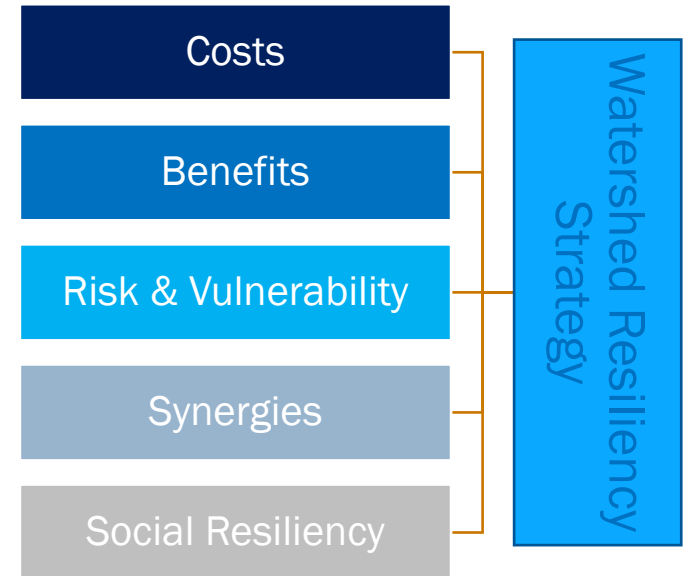 Costs
Benefits
Risk & Vulnerability
Synergies
Social Resiliency
Watershed Resiliency
Strategy